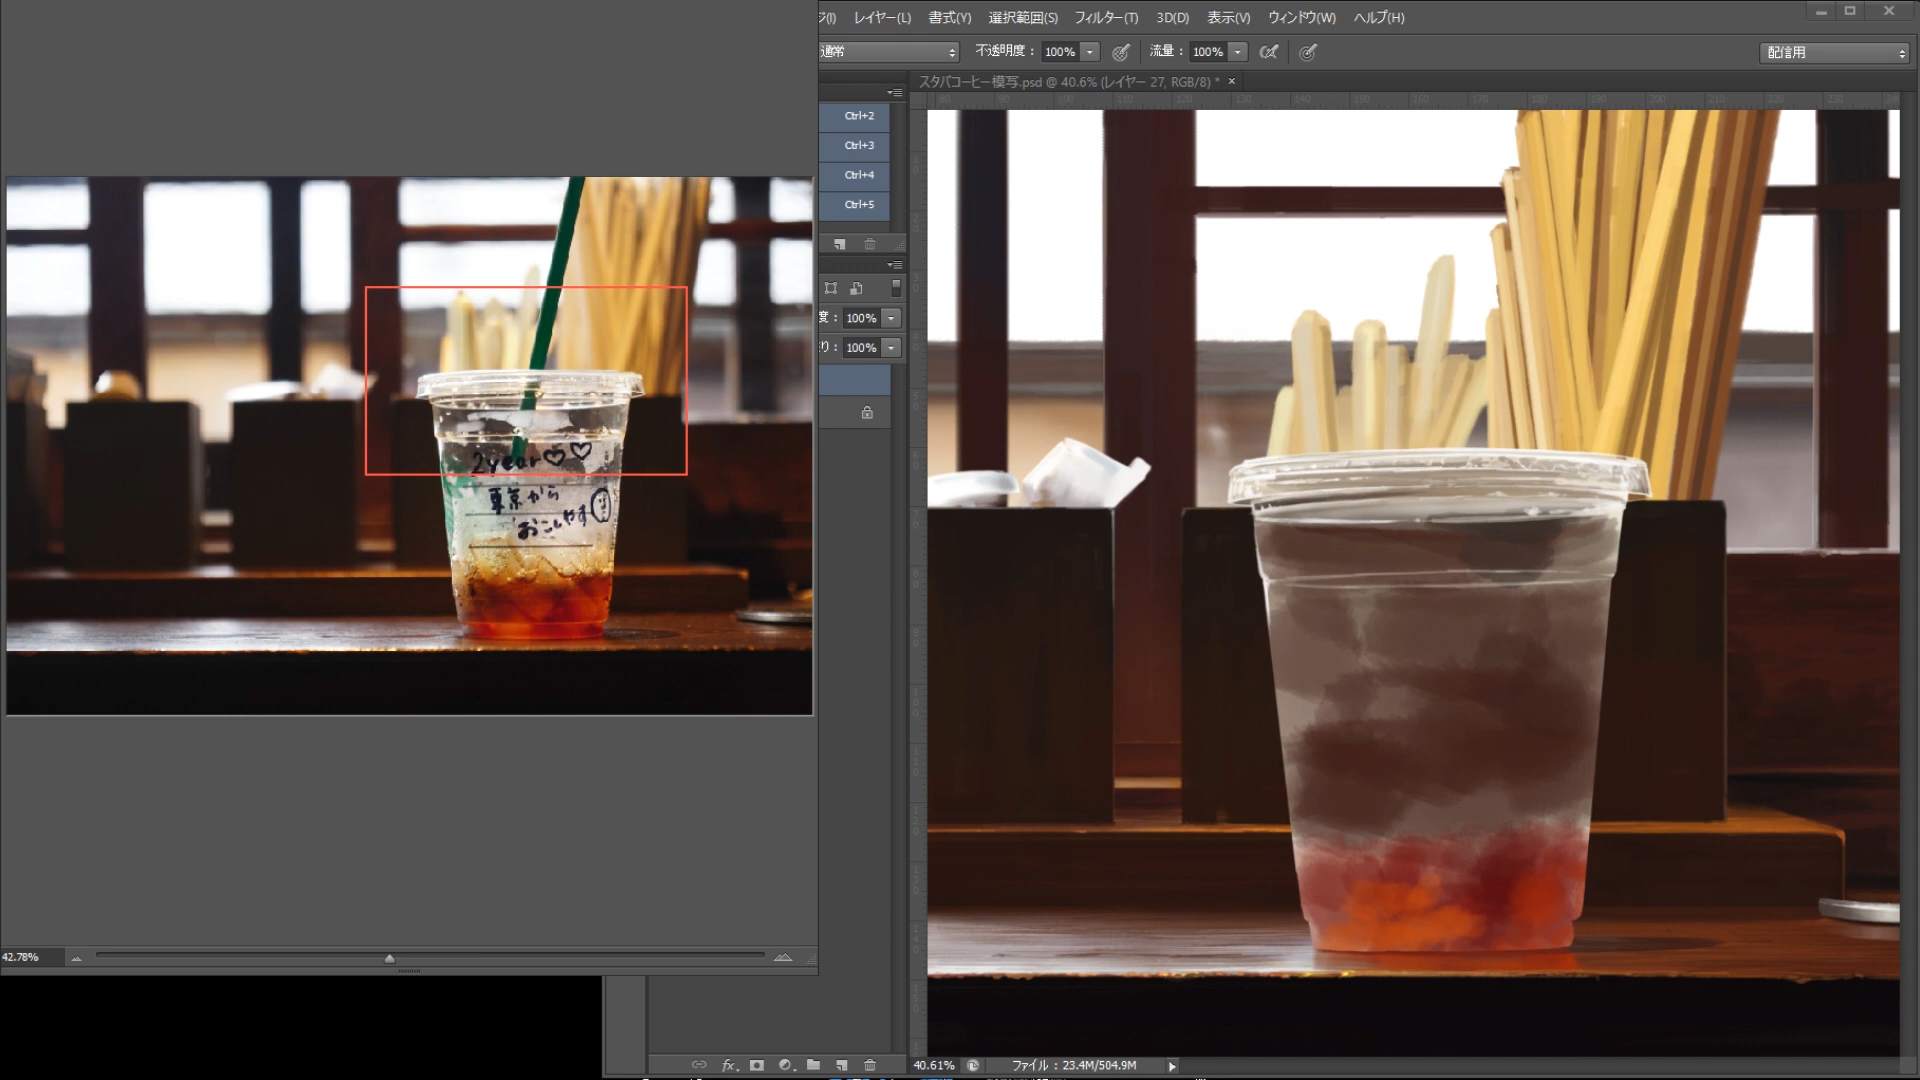 レイヤー(L) 書式(Y) 選択範囲(S) フィルター(T) 3D(D) 表示(V) ウィンドウ(W) ヘルプ(H)
通常 不透明度 : 100% 流量 : 100% 配信用
スタバコーヒー模写.psd @ 40.6% (レイヤー 27, RGB/8) * ×
Ctrl+2
Ctrl+3
Ctrl+4
Ctrl+5
度 : 100%
り : 100%
2year♡♡
東京から
おこしやす
42.78%
fx
40.61% ファイル : 23.4M/504.9M